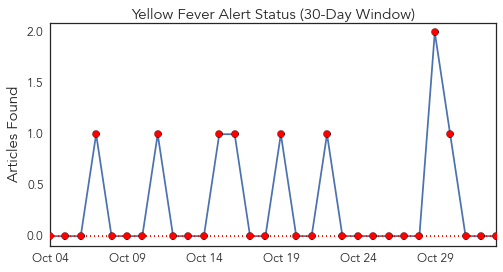 Yellow Fever Alert Status (30-Day Window)
Articles Found
2.0
1.5
1.0
0.5
0.0
Oct 04 Oct 09 Oct 14 Oct 19 Oct 24 Oct 29